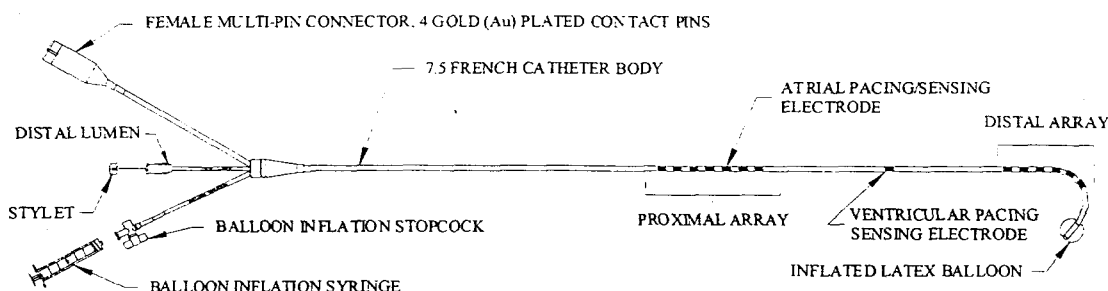 FEMALE MULTI-PIN CONNECTOR. 4 GOLD (Au) PLATED CONTACT PINS
7.5 FRENCH CATHETER BODY
ATRIAL PACING/SENSING
ELECTRODE
DISTAL ARRAY
DISTAL LUMEN
STYLET
BALLOON INFLATION STOPCOCK
PROXIMAL ARRAY
VENTRICULAR PACING
SENSING ELECTRODE
INFLATED LATEX BALLOON
BALLOON INFLATION SYRINGE